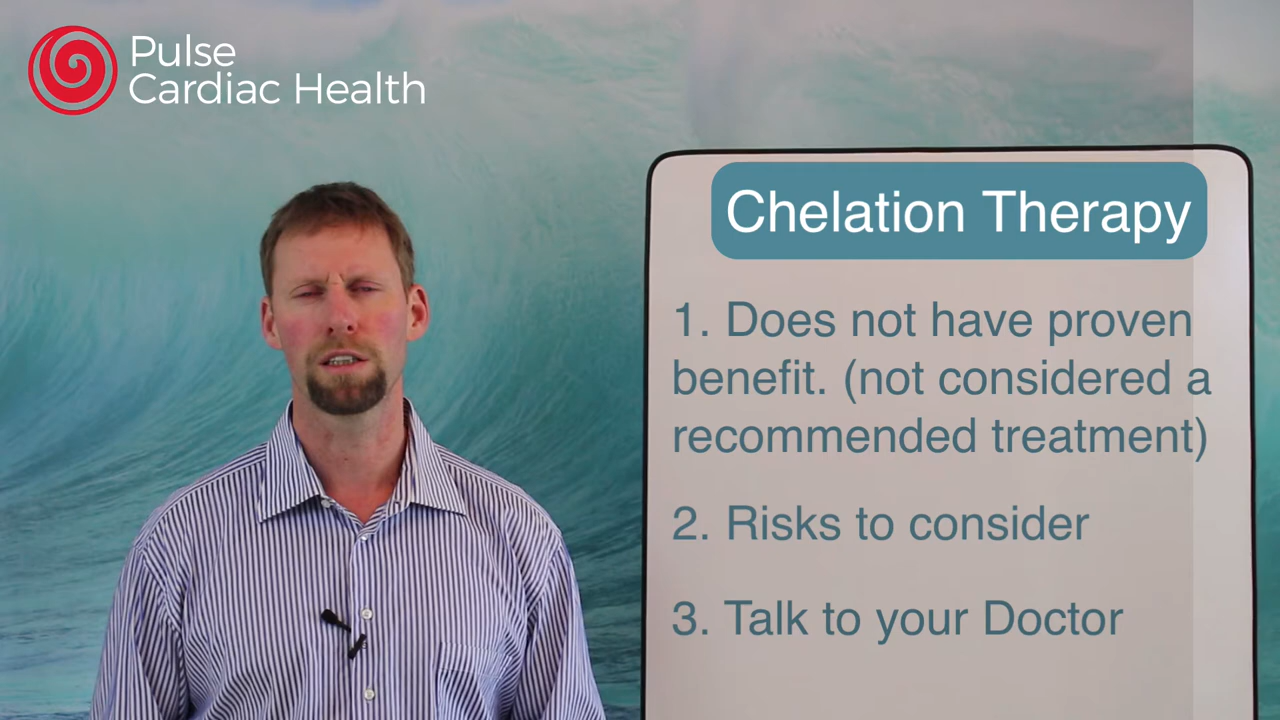 Pulse
Cardiac Health
Chelation Therapy
1. Does not have proven
benefit. (not considered a
recommended treatment)
2. Risks to consider
3. Talk to your Doctor